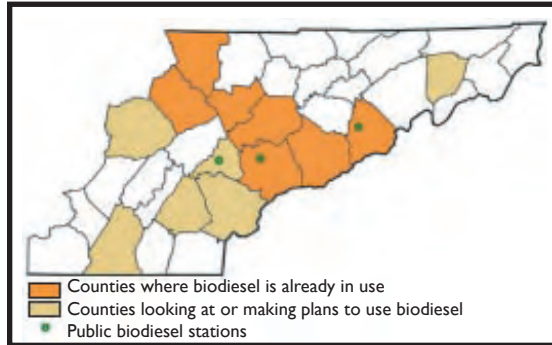 Counties where biodiesel is already in use
Counties looking at or making plans to use biodiesel
Public biodiesel stations